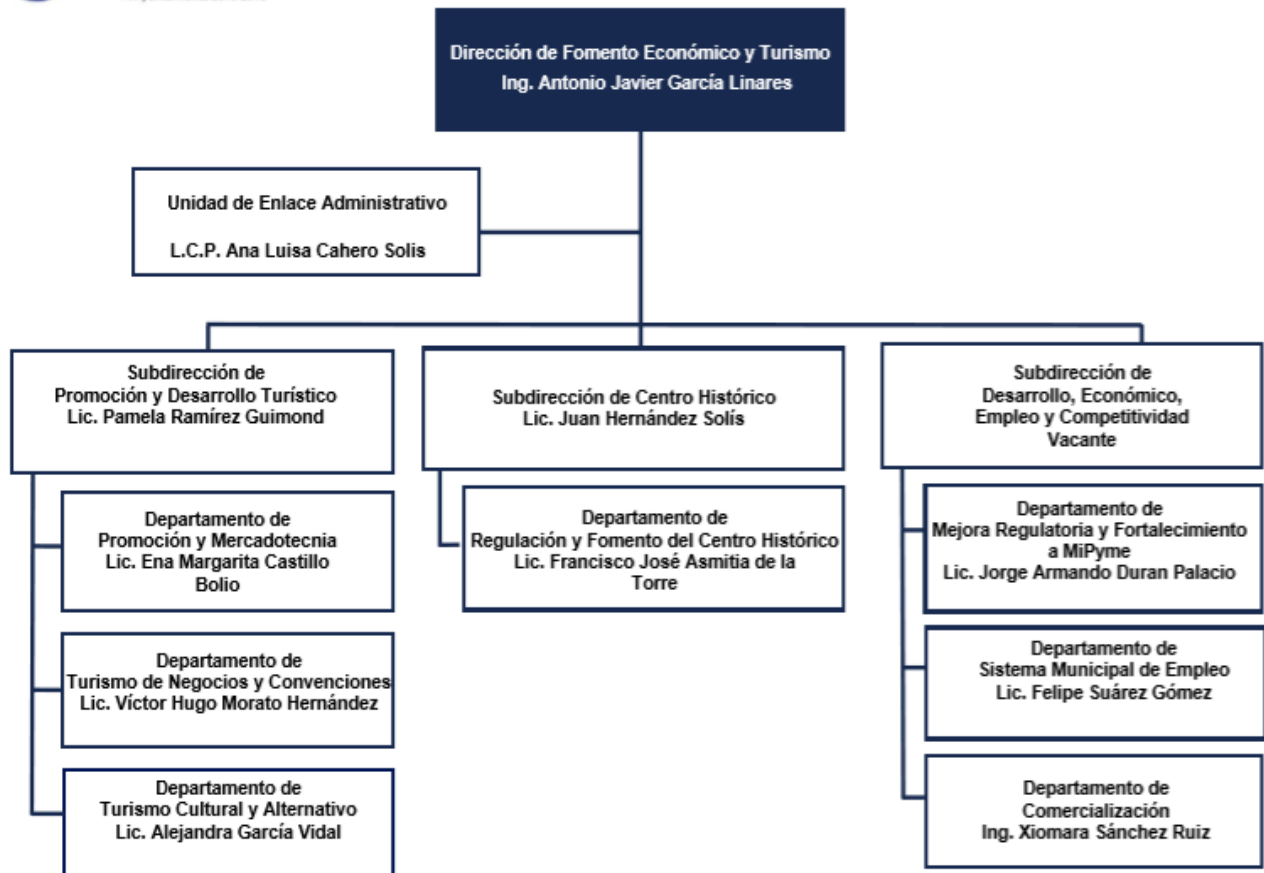 Dirección de Fomento Económico y Turismo
Ing. Antonio Javier García Linares
Unidad de Enlace Administrativo
L.C.P. Ana Luisa Cahero Solis
Subdirección de
Promoción y Desarrollo Turístico
Lic. Pamela Ramírez Guimond
Departamento de
Promoción y Mercadotecnia
Lic. Ena Margarita Castillo
Bolio
Departamento de
Turismo de Negocios y Convenciones
Lic. Víctor Hugo Morato Hernández
Departamento de
Turismo Cultural y Alternativo
Lic. Alejandra García Vidal
Subdirección de Centro Histórico
Lic. Juan Hernández Solís
Departamento de
Regulación y Fomento del Centro Histórico
Lic. Francisco José Asmitia de la
Torre
Subdirección de
Desarrollo, Económico,
Empleo y Competitividad
Vacante
Departamento de
Mejora Regulatoria y Fortalecimiento
a MiPyme
Lic. Jorge Armando Duran Palacio
Departamento de
Sistema Municipal de Empleo
Lic. Felipe Suárez Gómez
Departamento de
Comercialización
Ing. Xiomara Sánchez Ruiz